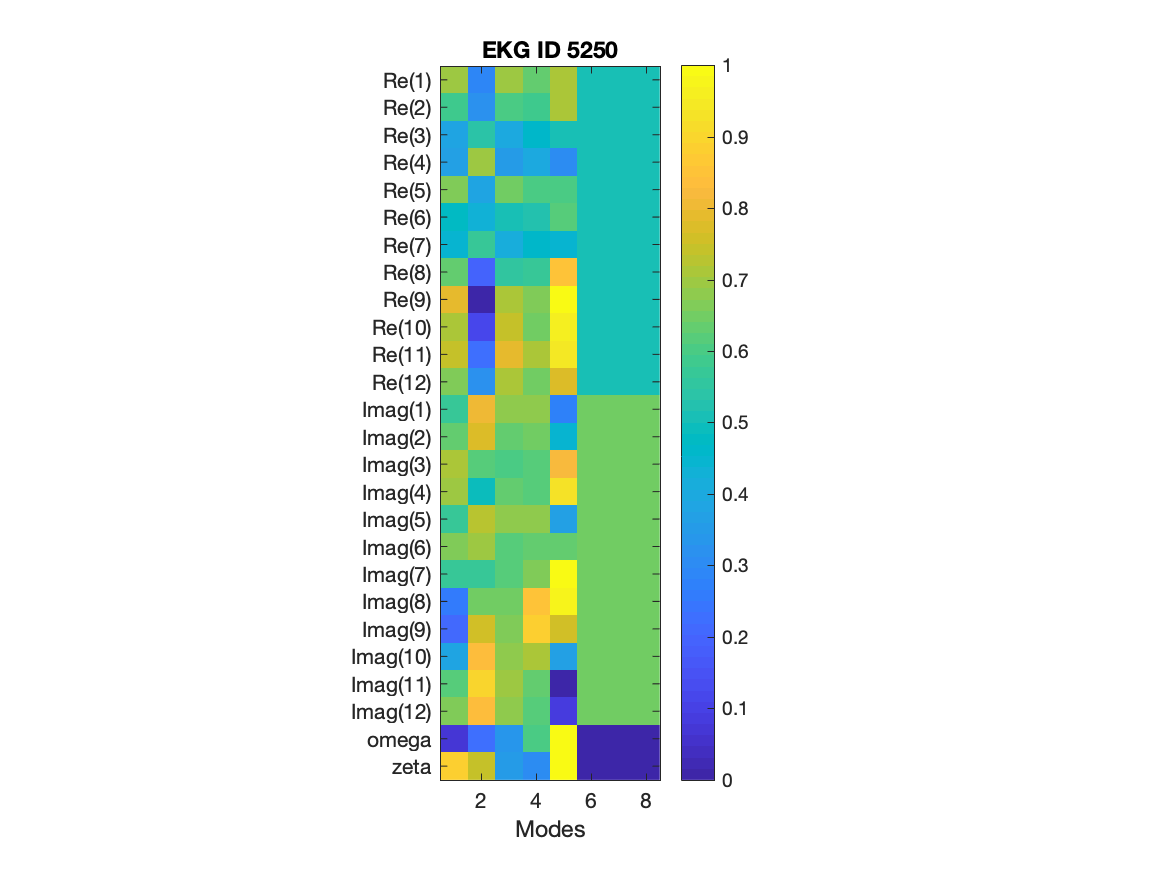 EKG ID 5250
Re(1)
Re(2)
Re(3)
Re(4)
Re(5)
Re(6)
Re(7)
Re(8)
Re(9)
Re(10)
Re(11)
Re(12)
Imag(1)
Imag(2)
Imag(3)
Imag(4)
Imag(5)
Imag(6)
Imag(7)
Imag(8)
Imag(9)
Imag(10)
Imag(11)
Imag(12)
omega
zeta
2 4 6 8
Modes
1
0.9
0.8
0.7
0.6
0.5
0.4
0.3
0.2
0.1
0